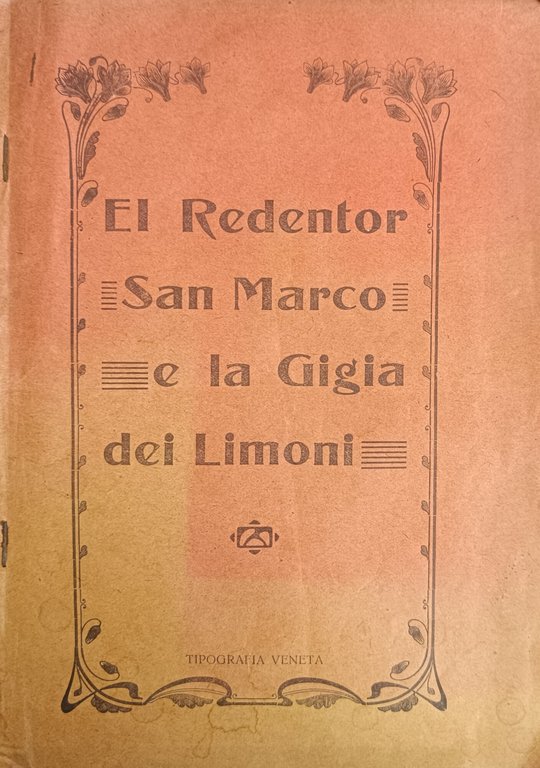 El Redentor
San Marco
e la Gigia
dei Limoni
TIPOGRAFIA VENETA